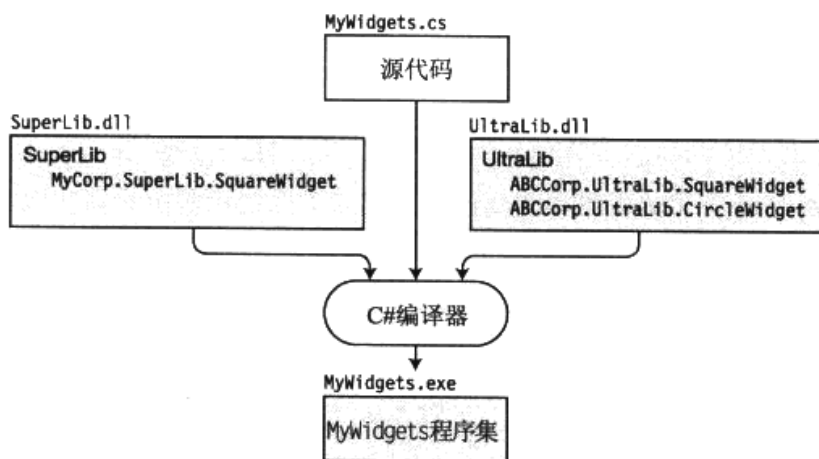 MyWidgets.cs
源代码
SuperLib.dll
SuperLib
MyCorp.SuperLib.SquareWidget
UltraLib.dll
UltraLib
ABCCorp.UltraLib.SquareWidget
ABCCorp.UltraLib.CircleWidget
C#编译器
MyWidgets.exe
MyWidgets程序集